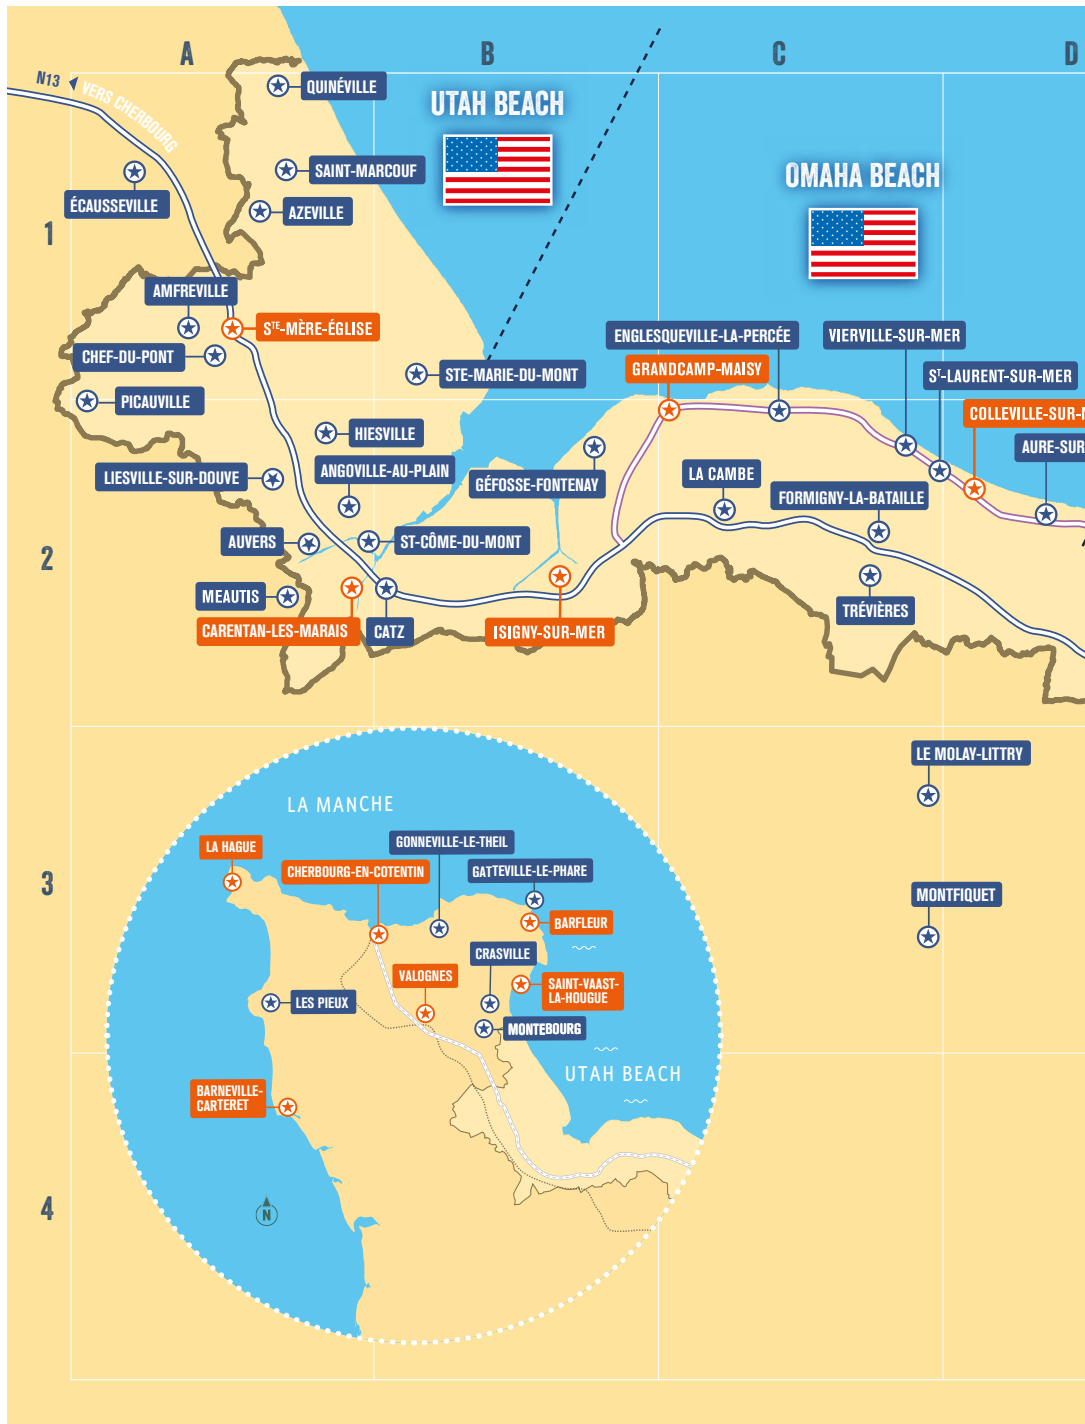 A
B
C
D
N13
VERS CHERBOURG
QUINÉVILLE
UTAH BEACH
SAINT-MARCOUF
OMAHA BEACH
ÉCAUSSEVILLE
AZEVILLE
1
AMFREVILLE
STE-MÈRE-ÉGLISE
ENGLESQUEVILLE-LA-PERCÉE
VIERVILLE-SUR-MER
CHEF-DU-PONT
STE-MARIE-DU-MONT
GRANDCAMP-MAISY
ST-LAURENT-SUR-MER
PICAUVILLE
COLLEVILLE-SUR-M
HIESVILLE
AURE-SUR
ANGOVILLE-AU-PLAIN
LIESVILLE-SUR-DOUVE
GÉFOSSE-FONTENAY
LA CAMBE
FORMIGNY-LA-BATAILLE
AUVERS
ST-CÔME-DU-MONT
2
MEAUTIS
TRÉVIÈRES
CARENTAN-LES-MARAIS
CATZ
ISIGNY-SUR-MER
LE MOLAY-LITTRY
LA MANCHE
LA HAGUE
GONNEVILLE-LE-THEIL
CHERBOURG-EN-COTENTIN
GATTEVILLE-LE-PHARE
3
MONTFIQUET
BARFLEUR
CRASVILLE
VALOGNES
SAINT-VAAST-
LA-HOUGUE
LES PIEUX
MONTEBOURG
UTAH BEACH
BARNEVILLE-
CARTERET
4
N